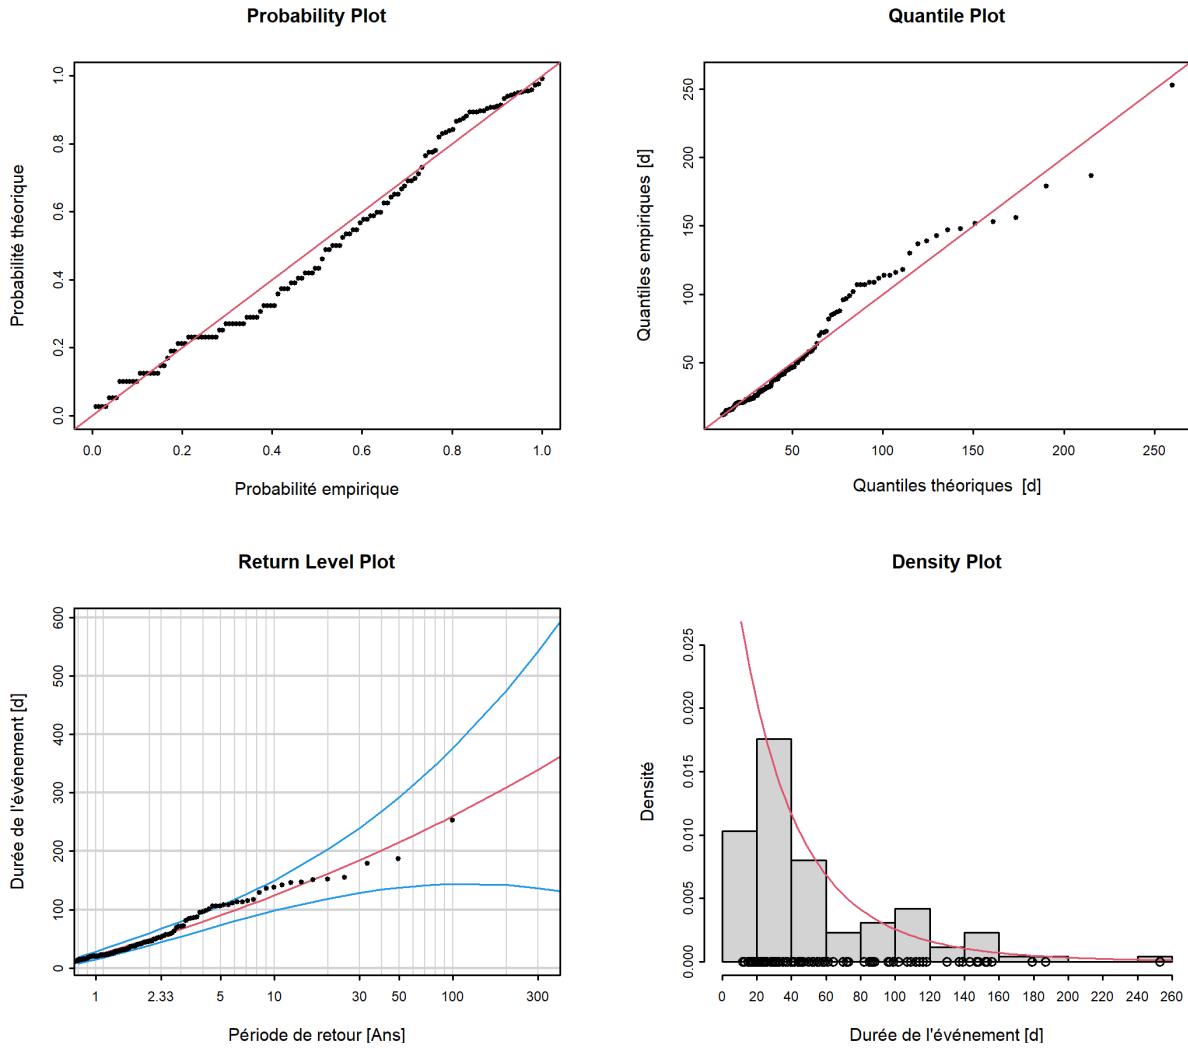 Probability Plot
Probabilité théorique
0.0 0.2 0.4 0.6 0.8 1.0
0.0 0.2 0.4 0.6 0.8 1.0
Probabilité empirique
Quantile Plot
Quantiles empiriques [d]
50 100 150 200 250
50 100 150 200 250
Quantiles théoriques [d]
Return Level Plot
Durée de l'événement [d]
0 100 200 300 400 500 600
1 2.33 5 10 30 50 100 300
Période de retour [Ans]
Density Plot
Densité
0.000 0.005 0.010 0.015 0.020 0.025
0 20 40 60 80 100 120 140 160 180 200 220 240 260
Durée de l'événement [d]